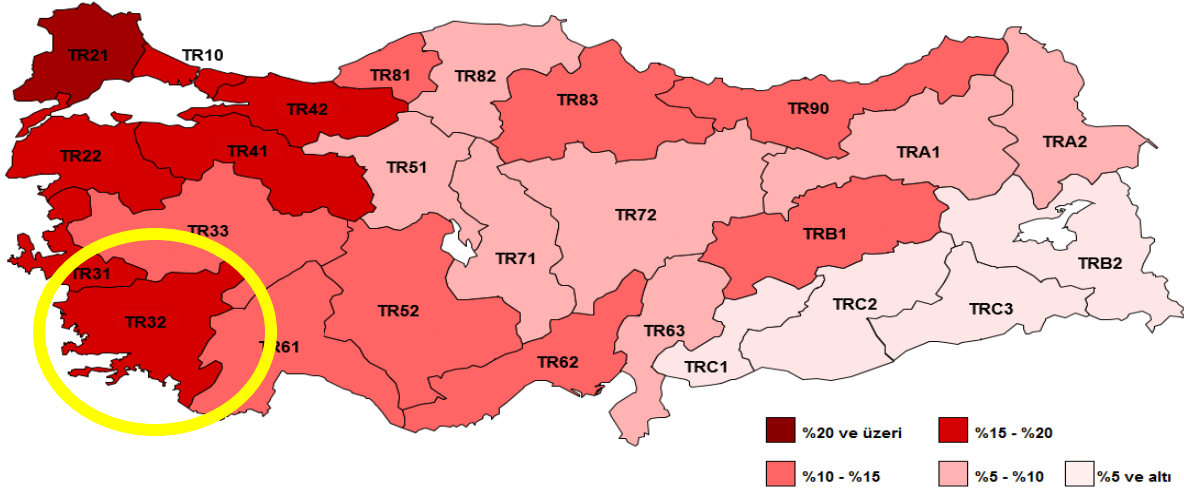 TR21
TR10
TR81
TR82
TR42
TR83
TR90
TR22
TR41
TR51
TRA1
TRA2
TR33
TR72
TRB1
TR31
TR71
TRB2
TR32
TR52
TRC2
TRC3
TR61
TR62
TR63
TRC1
%20 ve üzeri
%15 - %20
%10 - %15
%5 - %10
%5 ve altı